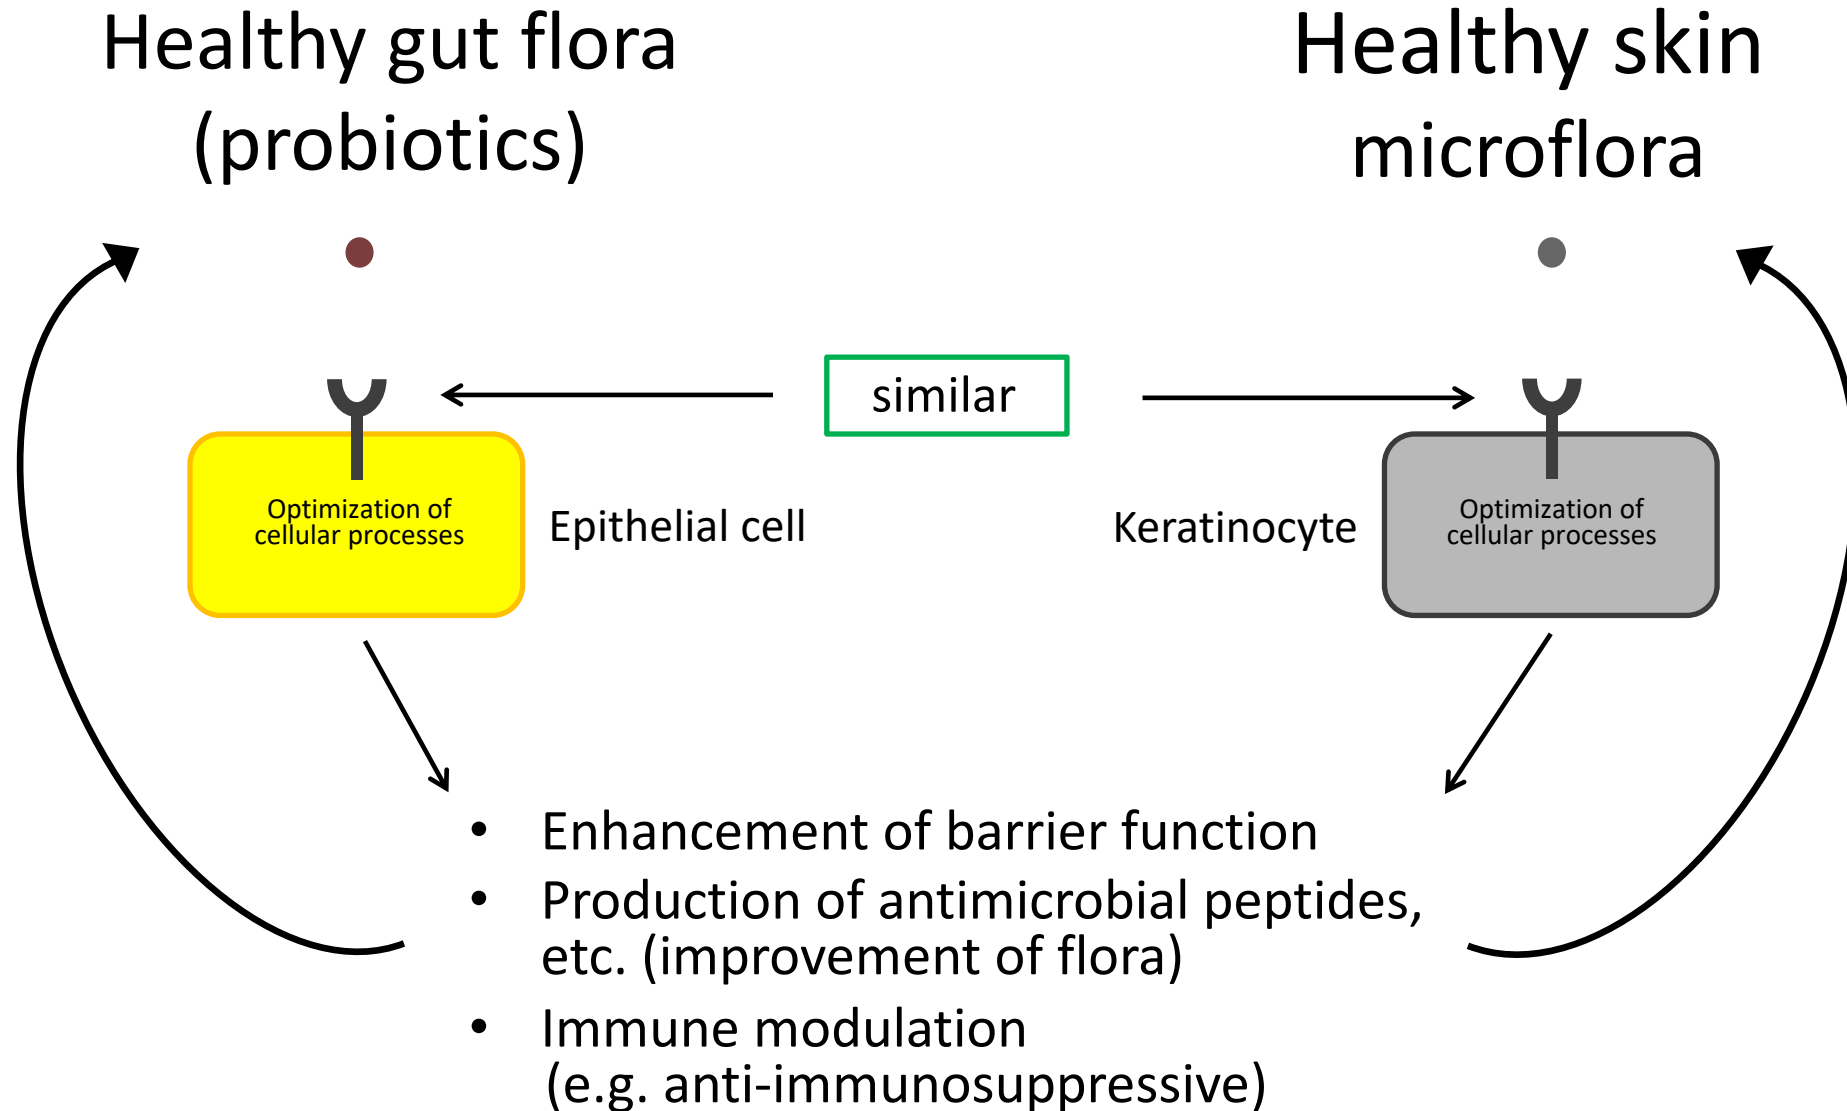 Healthy gut flora
(probiotics)
Healthy skin
microflora
similar
Optimization of
cellular processes
Epithelial cell
Keratinocyte
Optimization of
cellular processes
• Enhancement of barrier function
• Production of antimicrobial peptides,
etc. (improvement of flora)
• Immune modulation
(e.g. anti-immunosuppressive)